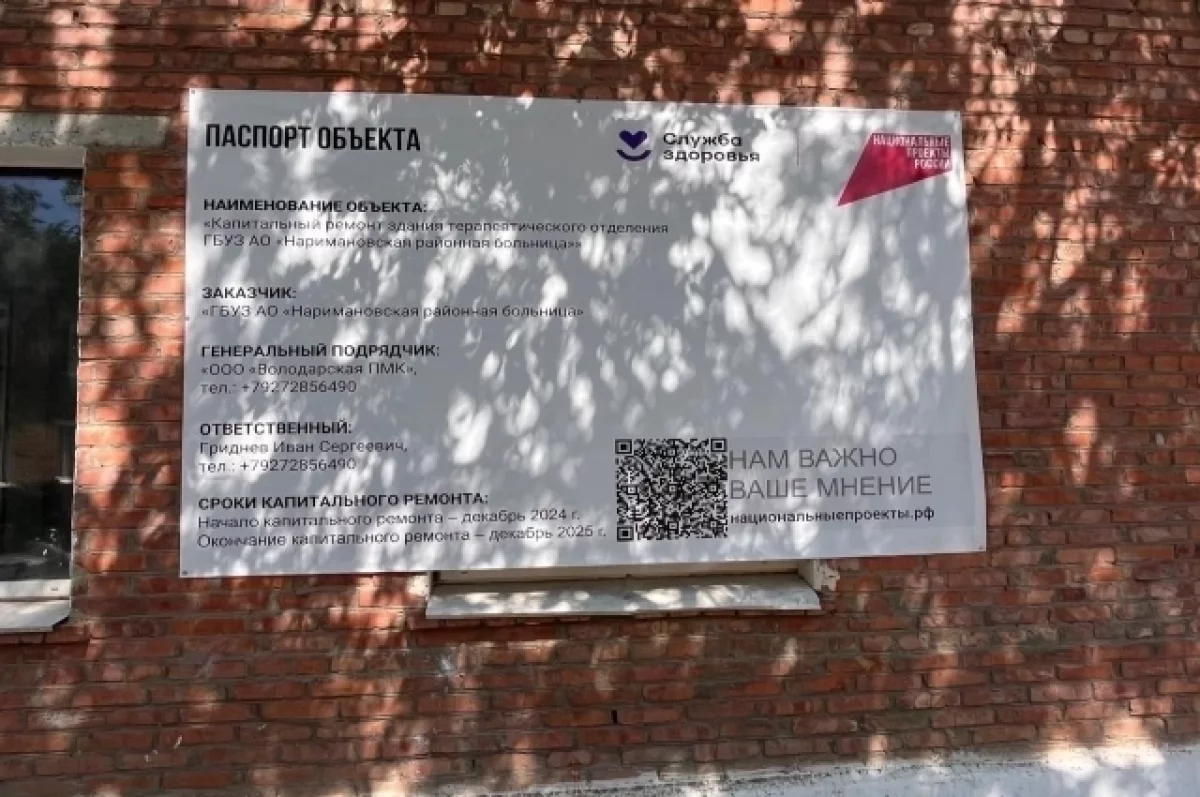 ПАСПОРТ ОБЪЕКТА
Служба
здоровья
НАЦИОНАЛЬНЫЕ
ПРОЕКТЫ
РОССИИ
НАИМЕНОВАНИЕ ОБЪЕКТА:
«Капитальный ремонт здания терапевтического отделения
ГБУЗ АО «Наримановская районная больница»»
ЗАКАЗЧИК:
«ГБУЗ АО «Наримановская районная больница»
ГЕНЕРАЛЬНЫЙ ПОДРЯДЧИК:
«ООО «Володарская ПМК»,
тел.: +79272856490
ОТВЕТСТВЕННЫЙ:
Гриднев Иван Сергеевич,
тел.: +79272856490
СРОКИ КАПИТАЛЬНОГО РЕМОНТА:
Начало капитального ремонта – декабрь 2024 г.
Окончание капитального ремонта – декабрь 2025 г.
НАМ ВАЖНО
ВАШЕ МНЕНИЕ
национальныепроекты.рф